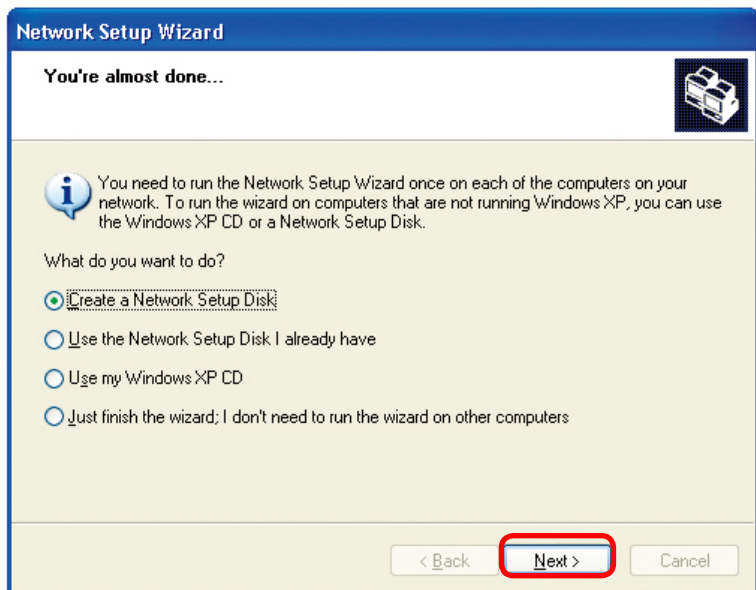 Network Setup Wizard
You're almost done...
You need to run the Network Setup Wizard once on each of the computers on your
network. To run the wizard on computers that are not running Windows XP, you can use
the Windows XP CD or a Network Setup Disk.
What do you want to do?
Create a Network Setup Disk
Use the Network Setup Disk I already have
Use my Windows XP CD
Just finish the wizard; I don't need to run the wizard on other computers
< Back Next > Cancel